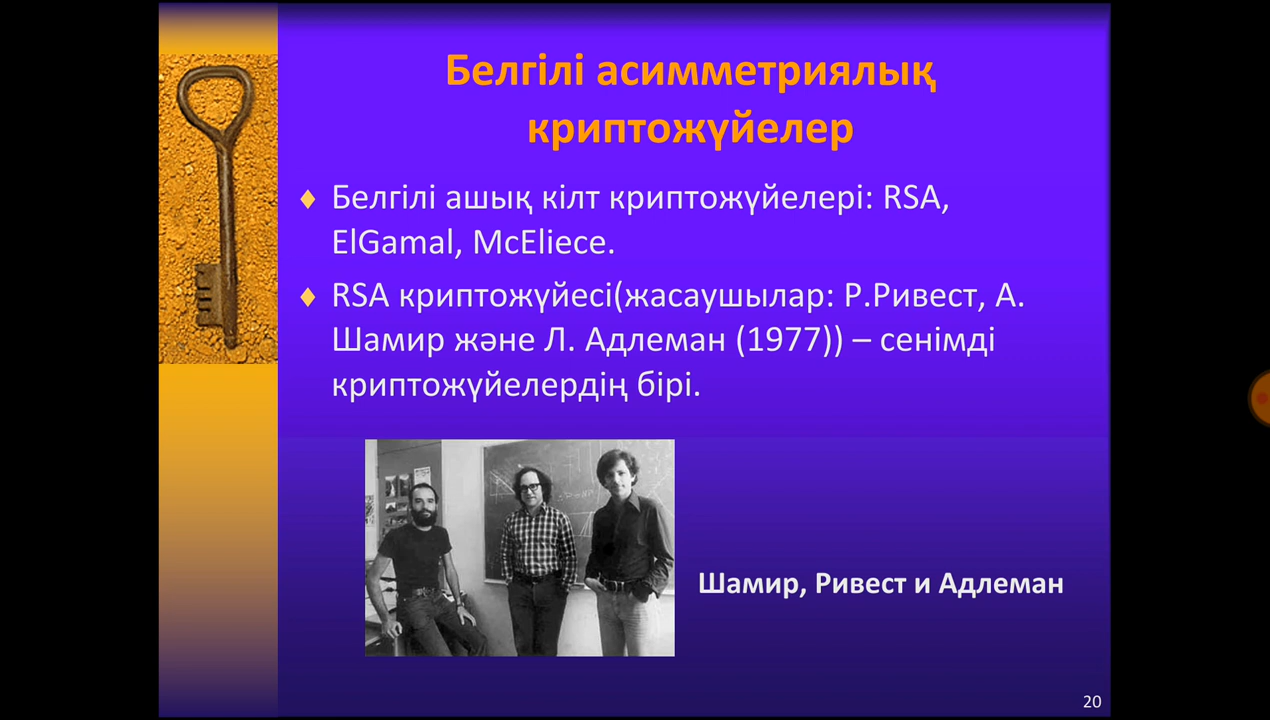 Белгілі асимметриялық
криптожүйелер
Белгілі ашық кілт криптожүйелері: RSA,
ElGamal, McEliece.
RSA криптожүйесі(жасаушылар: Р.Ривест, А.
Шамир және Л. Адлеман (1977)) – сенімді
криптожүйелердің бірі.
Шамир, Ривест и Адлеман
20